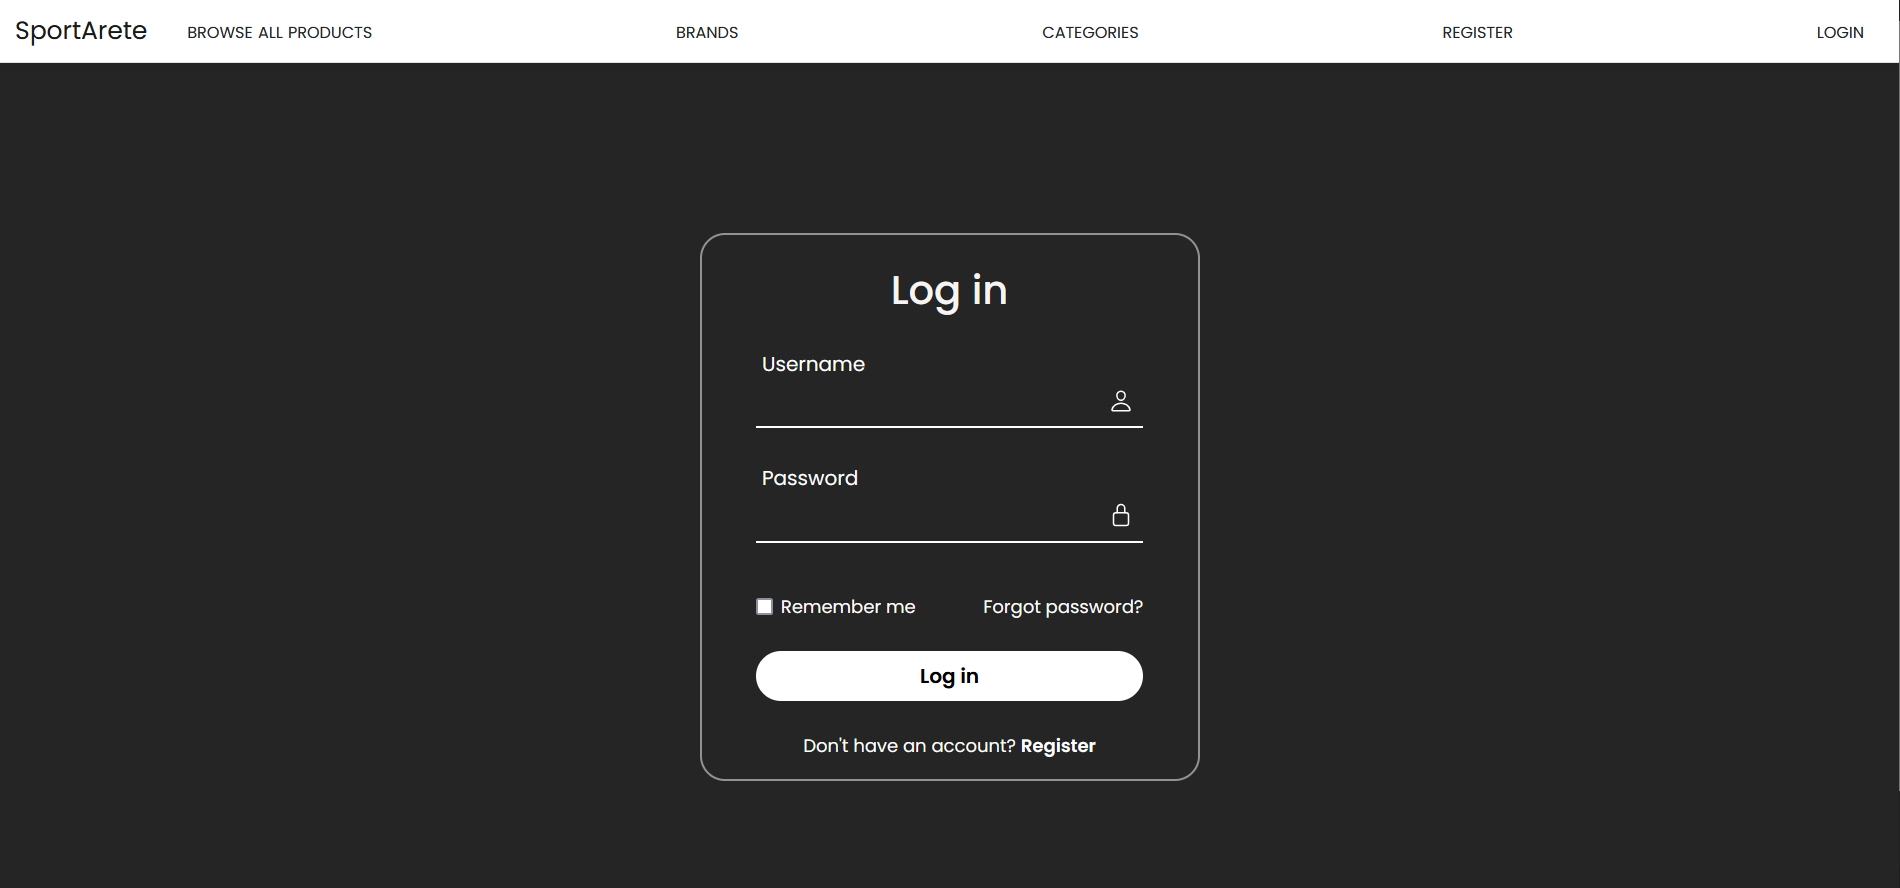 SportArete BROWSE ALL PRODUCTS BRANDS CATEGORIES REGISTER LOGIN
Log in
Username
Password
Remember me Forgot password?
Log in
Don't have an account? Register